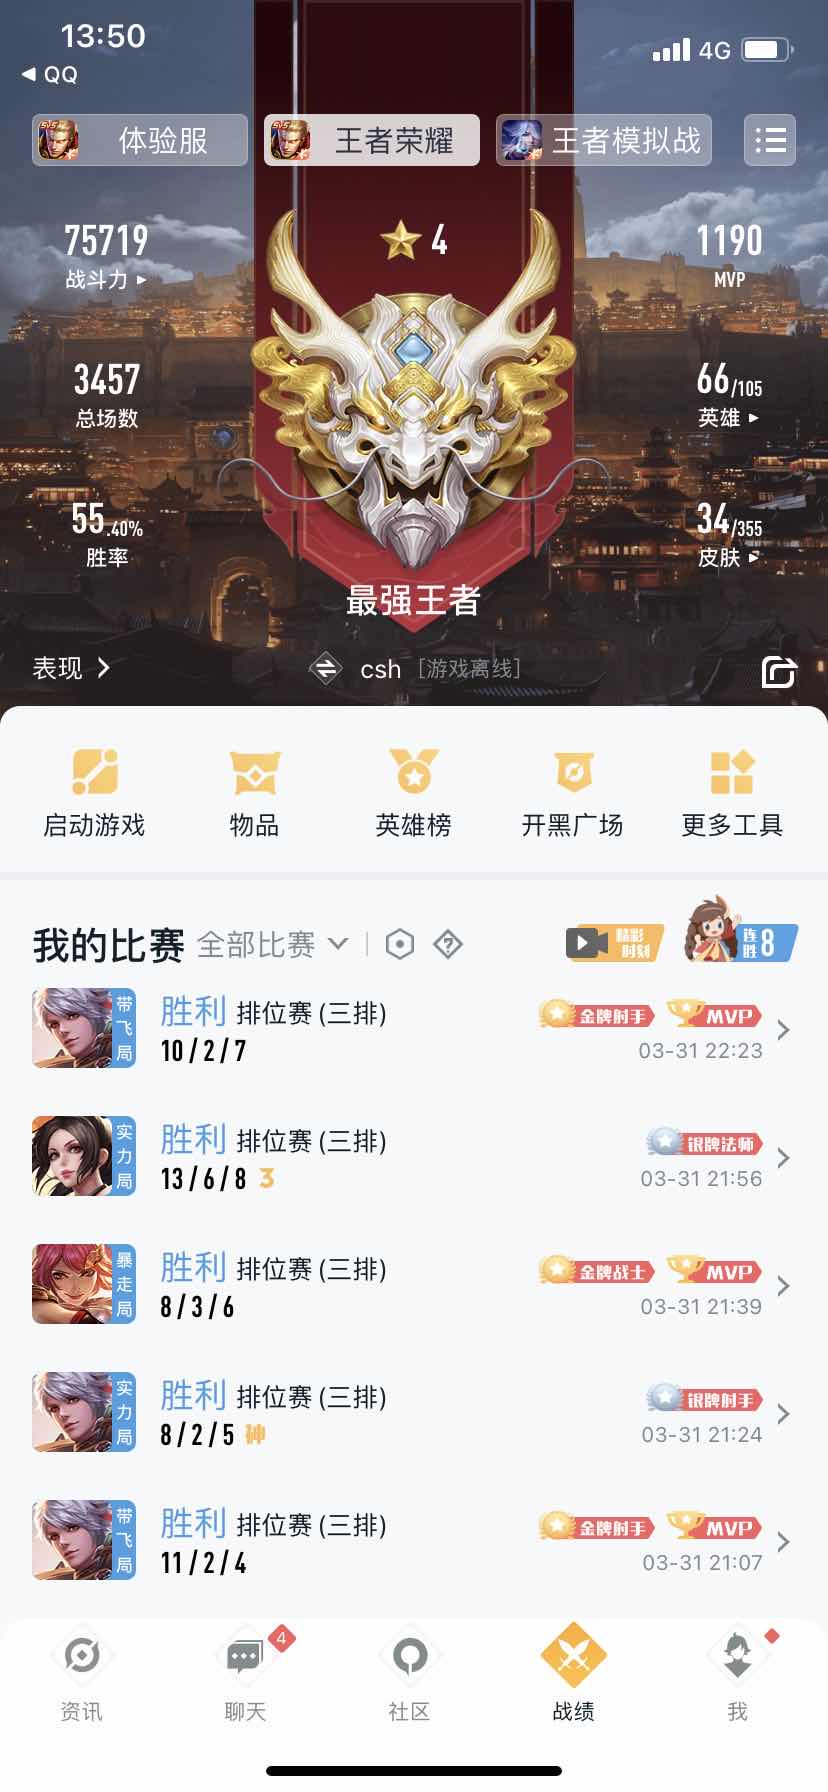 13:50
4G
◀ QQ
体验服
王者荣耀
王者模拟战
75719
战斗力
4
1190
MVP
3457
总场数
66/105
英雄
55.40%
胜率
34/355
皮肤
最强王者
表现
csh [游戏离线]
启动游戏
物品
英雄榜
开黑广场
更多工具
我的比赛 全部比赛
精彩
时刻
连胜8
带飞局
胜利 排位赛 (三排)
金牌射手 MVP
10/2/7
03-31 22:23
实力局
胜利 排位赛 (三排)
银牌法师
13/6/8 3
03-31 21:56
暴走局
胜利 排位赛 (三排)
金牌战士 MVP
8/3/6
03-31 21:39
实力局
胜利 排位赛 (三排)
银牌射手
8/2/5 神
03-31 21:24
带飞局
胜利 排位赛 (三排)
金牌射手 MVP
11/2/4
03-31 21:07
4
资讯
聊天
社区
战绩
我